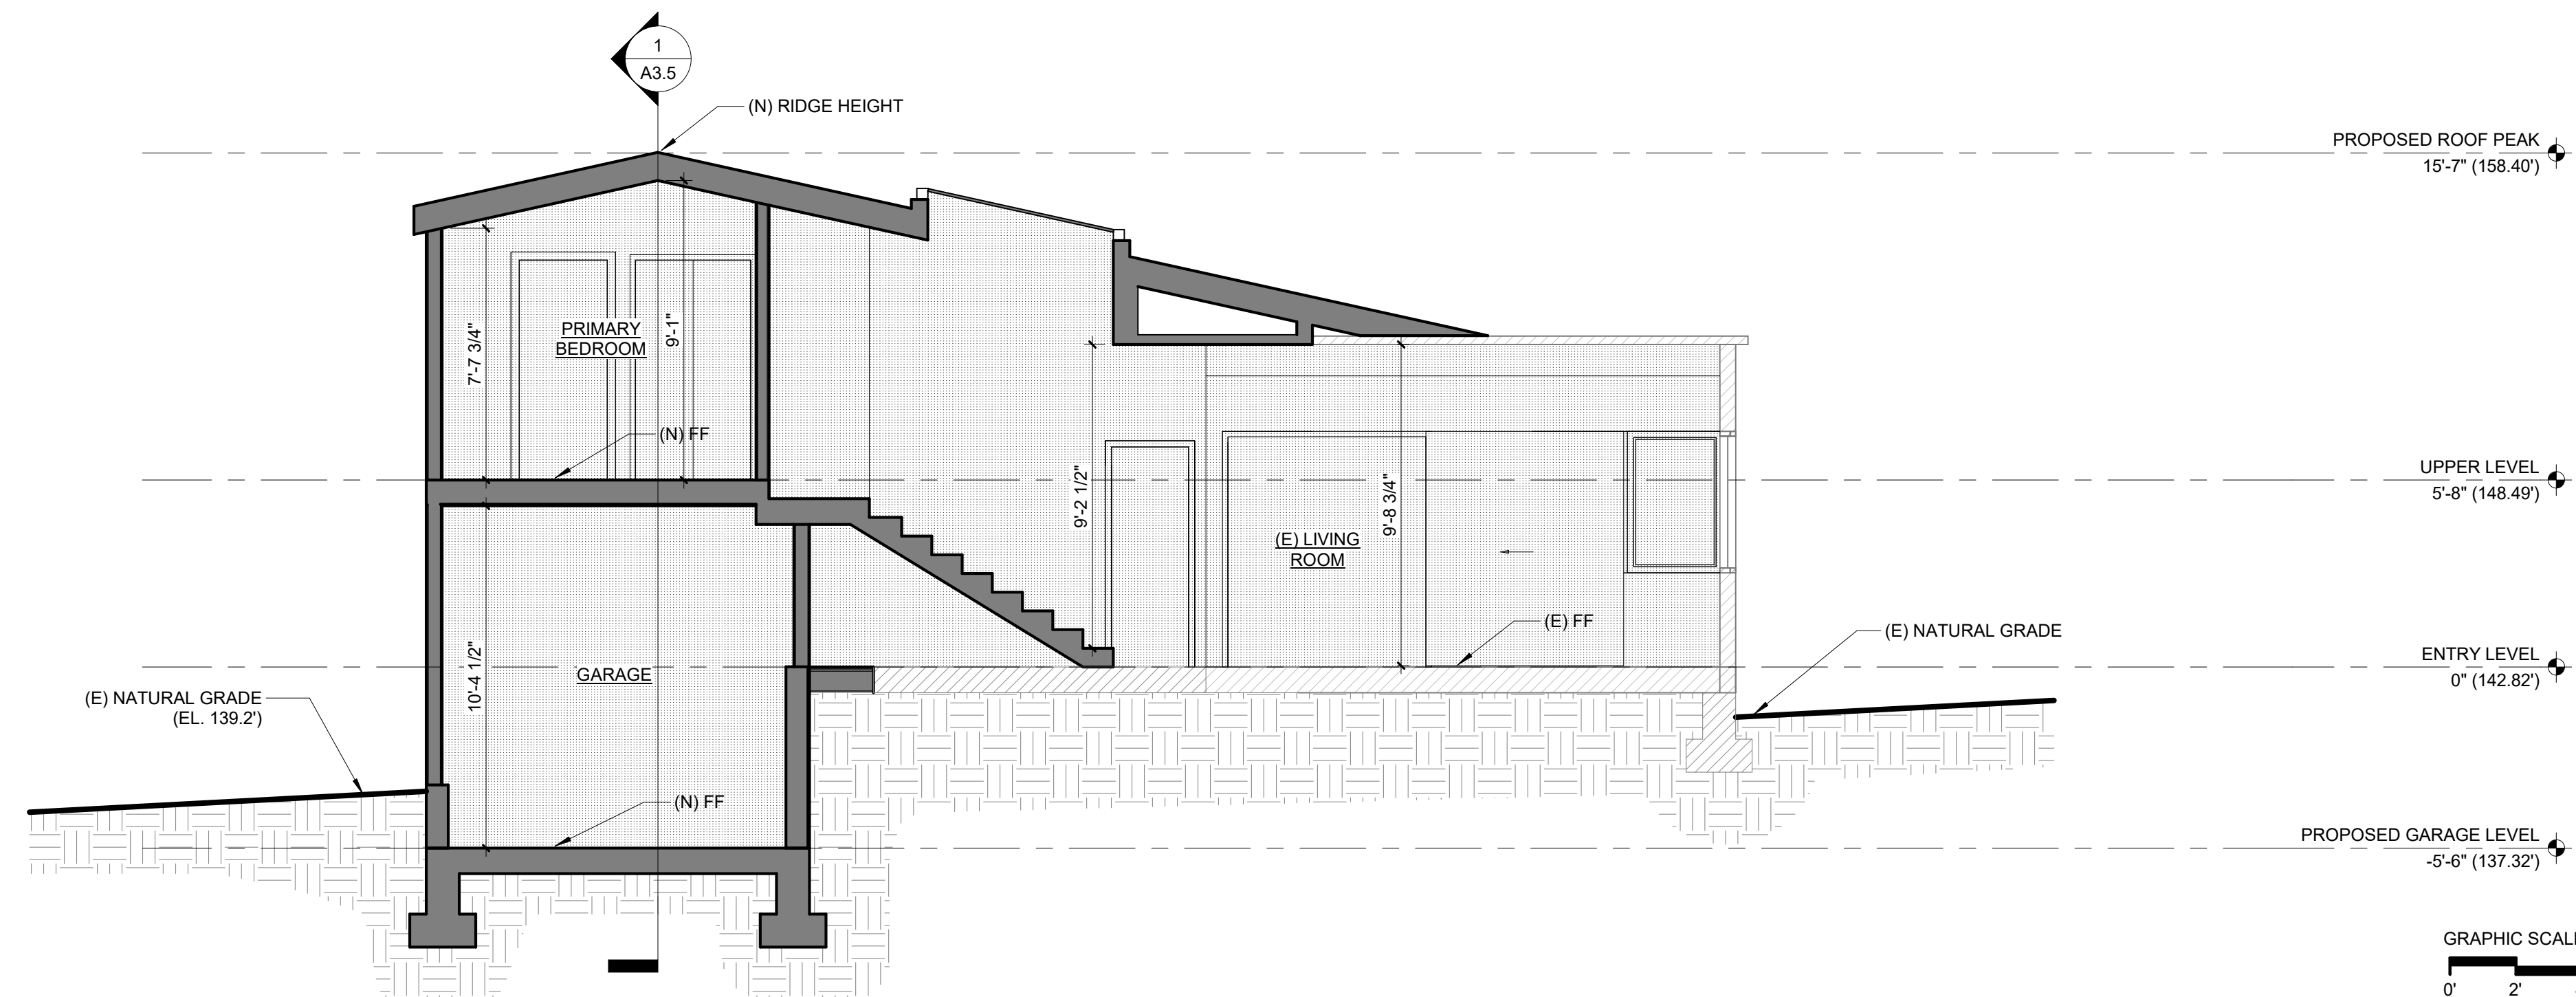 1
A3.5
(N) RIDGE HEIGHT
PROPOSED ROOF PEAK
15'-7" (158.40')
7'-7 3/4"
PRIMARY
BEDROOM
9'-1"
(N) FF
UPPER LEVEL
5'-8" (148.49')
9'-2 1/2"
(E) LIVING
ROOM
9'-8 3/4"
(E) FF
(E) NATURAL GRADE
ENTRY LEVEL
0" (142.82')
GARAGE
10'-4 1/2"
(E) NATURAL GRADE
(EL. 139.2')
(N) FF
PROPOSED GARAGE LEVEL
-5'-6" (137.32')
GRAPHIC SCAL
0' 2'